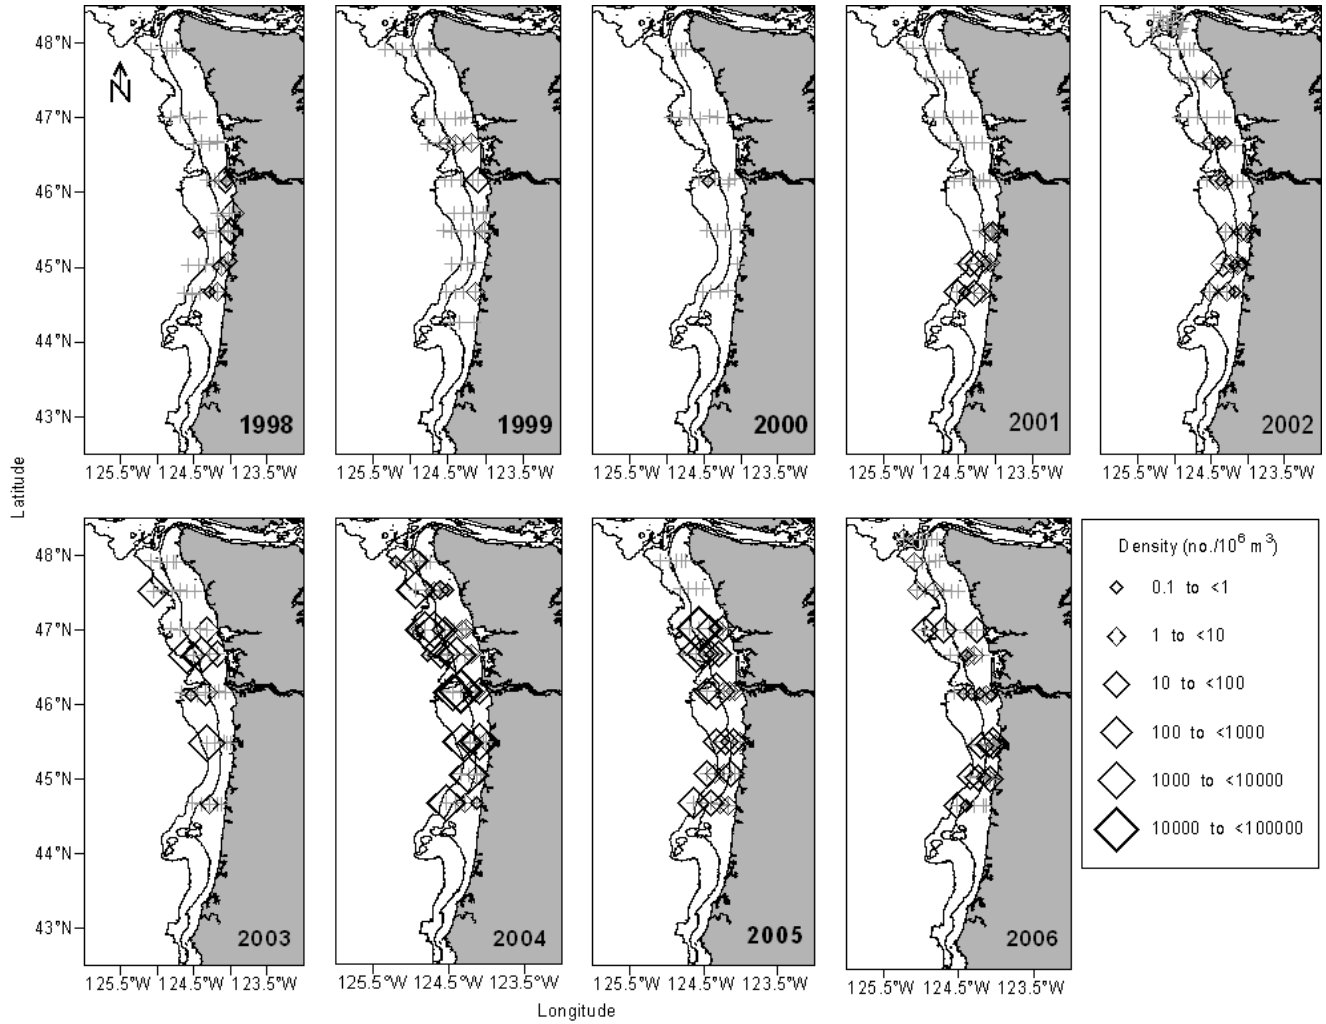 48°N
47°N
46°N
45°N
44°N
43°N
N
1998
1999
2000
2001
2002
125.5°W 124.5°W 123.5°W
125.5°W 124.5°W 123.5°W
125.5°W 124.5°W 123.5°W
125.5°W 124.5°W 123.5°W
125.5°W 124.5°W 123.5°W
Latitude
48°N
47°N
46°N
45°N
44°N
43°N
2003
2004
2005
2006
125.5°W 124.5°W 123.5°W
125.5°W 124.5°W 123.5°W
125.5°W 124.5°W 123.5°W
125.5°W 124.5°W 123.5°W
Longitude
Density (no./10⁶ m³)
0.1 to <1
1 to <10
10 to <100
100 to <1000
1000 to <10000
10000 to <100000